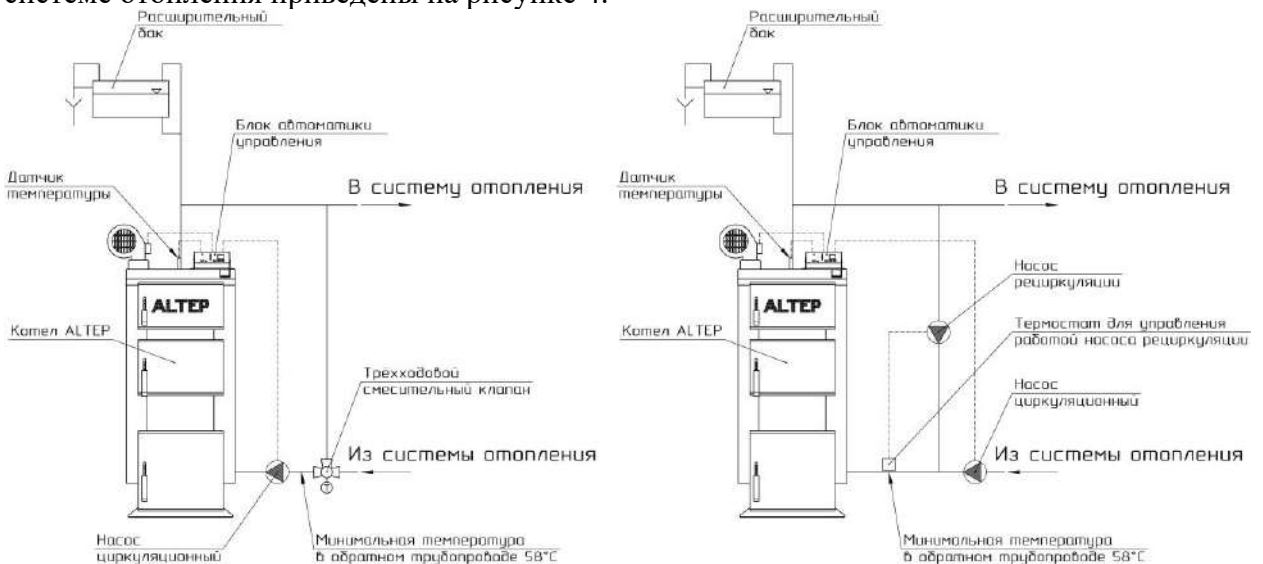 системе отопления приведены на рисунке 4.
Расширительный
бак
Блок автоматики
управления
Датчик
температуры
В систему отопления
ALTEP
Котел ALTEP
Трехходовой
смесительный клапан
Из системы отопления
T
Насос
циркуляционный
Минимальная температура
в обратном трубопроводе 58°С
Расширительный
бак
Блок автоматики
управления
Датчик
температуры
В систему отопления
Насос
рециркуляции
ALTEP
Котел ALTEP
Термостат для управления
работой насоса рециркуляции
Насос
циркуляционный
Из системы отопления
Минимальная температура
в обратном трубопроводе 58°С